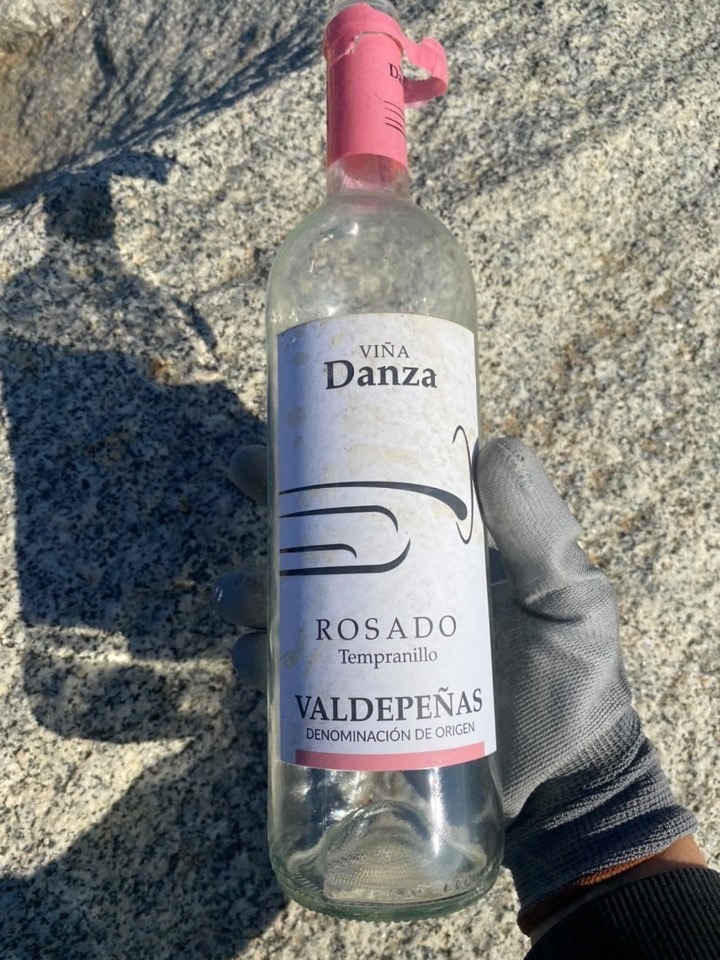 VIÑA
Danza
ROSADO
Tempranillo
VALDEPEÑAS
DENOMINACIÓN DE ORIGEN